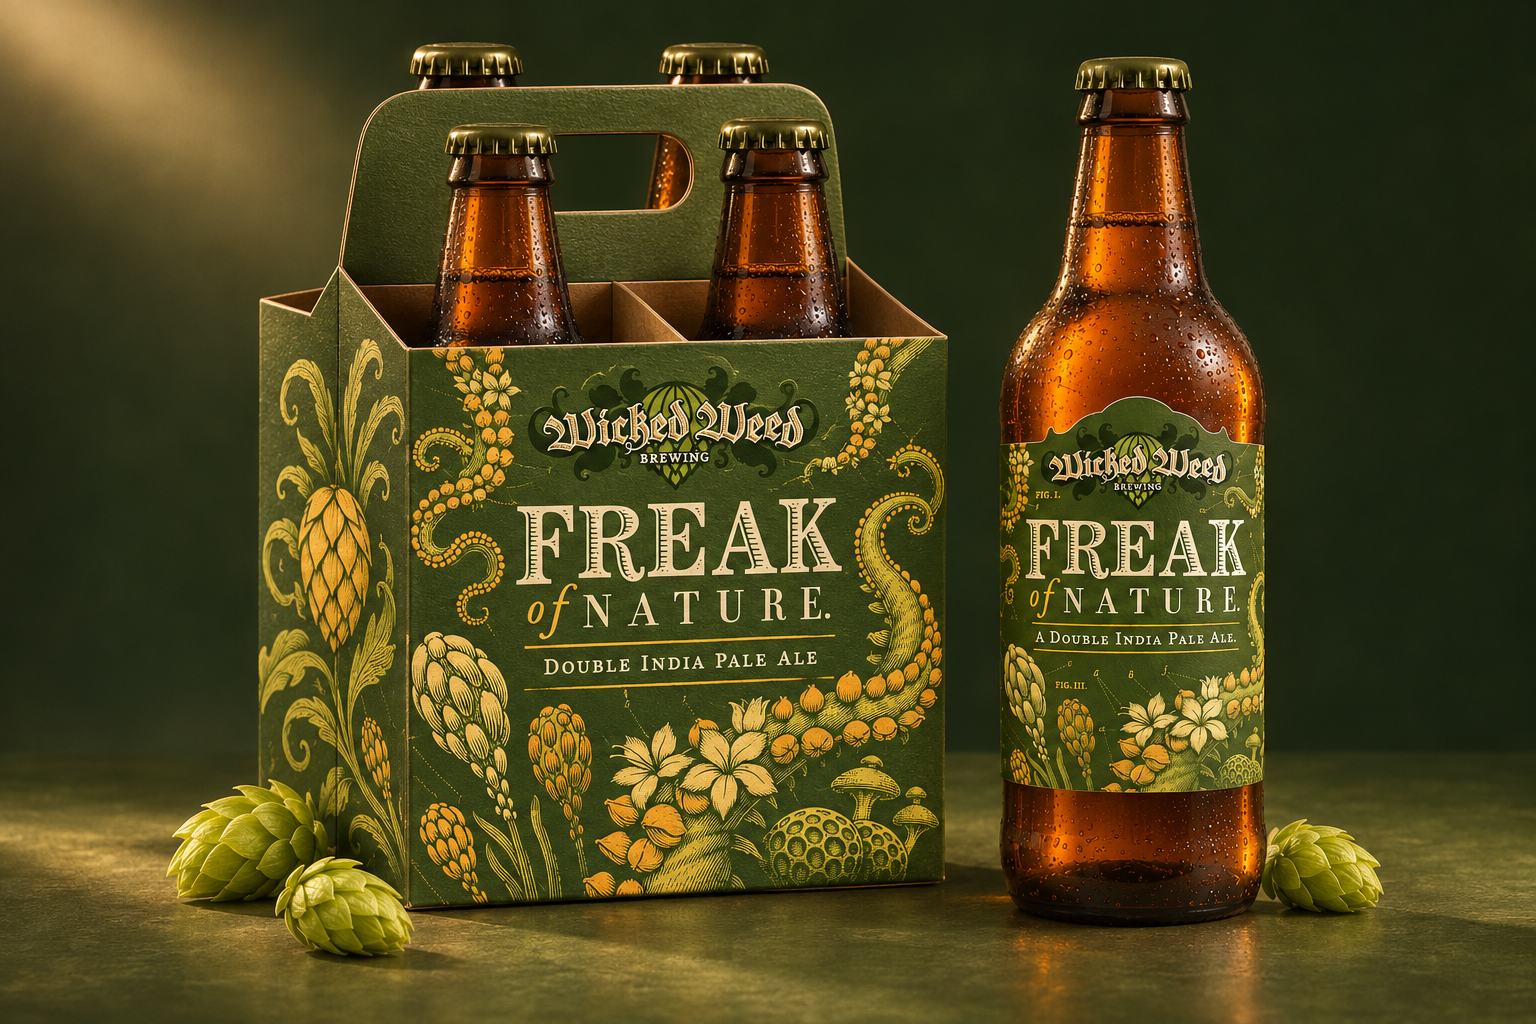 Wicked Weed
BREWING
FREAK
of NATURE.
DOUBLE INDIA PALE ALE
Wicked Weed
BREWING
FIG. I.
FREAK
of NATURE.
A DOUBLE INDIA PALE ALE.
FIG. III.